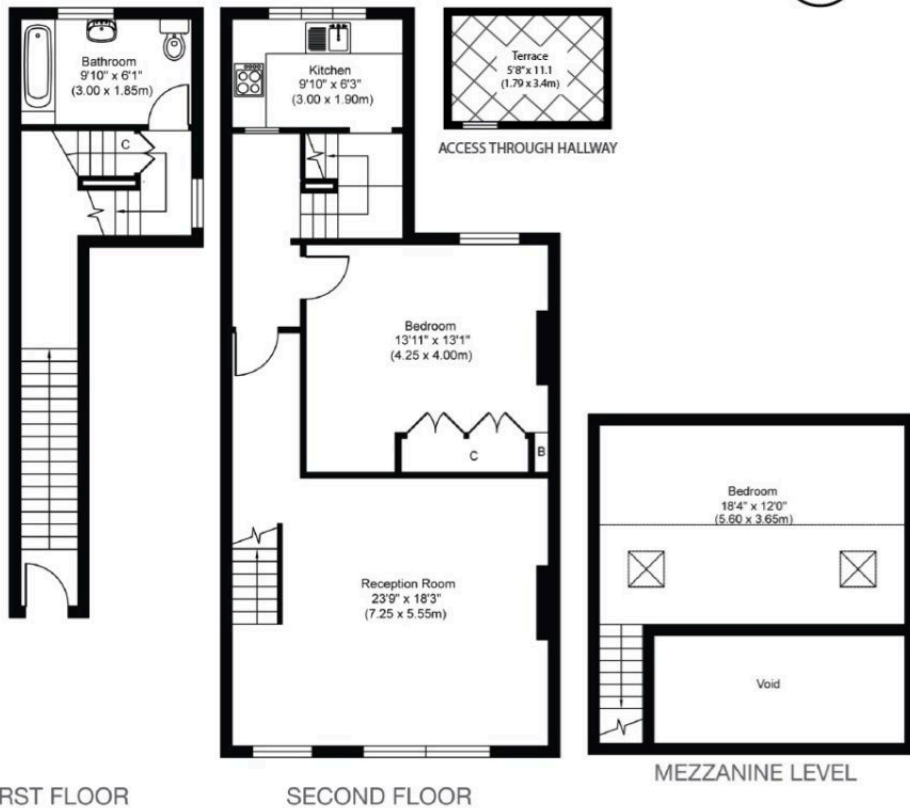 Bathroom
9'10" x 6'1"
(3.00 x 1.85m)
C
Kitchen
9'10" x 6'3"
(3.00 x 1.90m)
Terrace
5'8" x 11.1
(1.79 x 3.4m)
ACCESS THROUGH HALLWAY
Bedroom
13'11" x 13'1"
(4.25 x 4.00m)
C
B
Reception Room
23'9" x 18'3"
(7.25 x 5.55m)
Bedroom
18'4" x 12'0"
(5.60 x 3.65m)
Void
RST FLOOR
SECOND FLOOR
MEZZANINE LEVEL